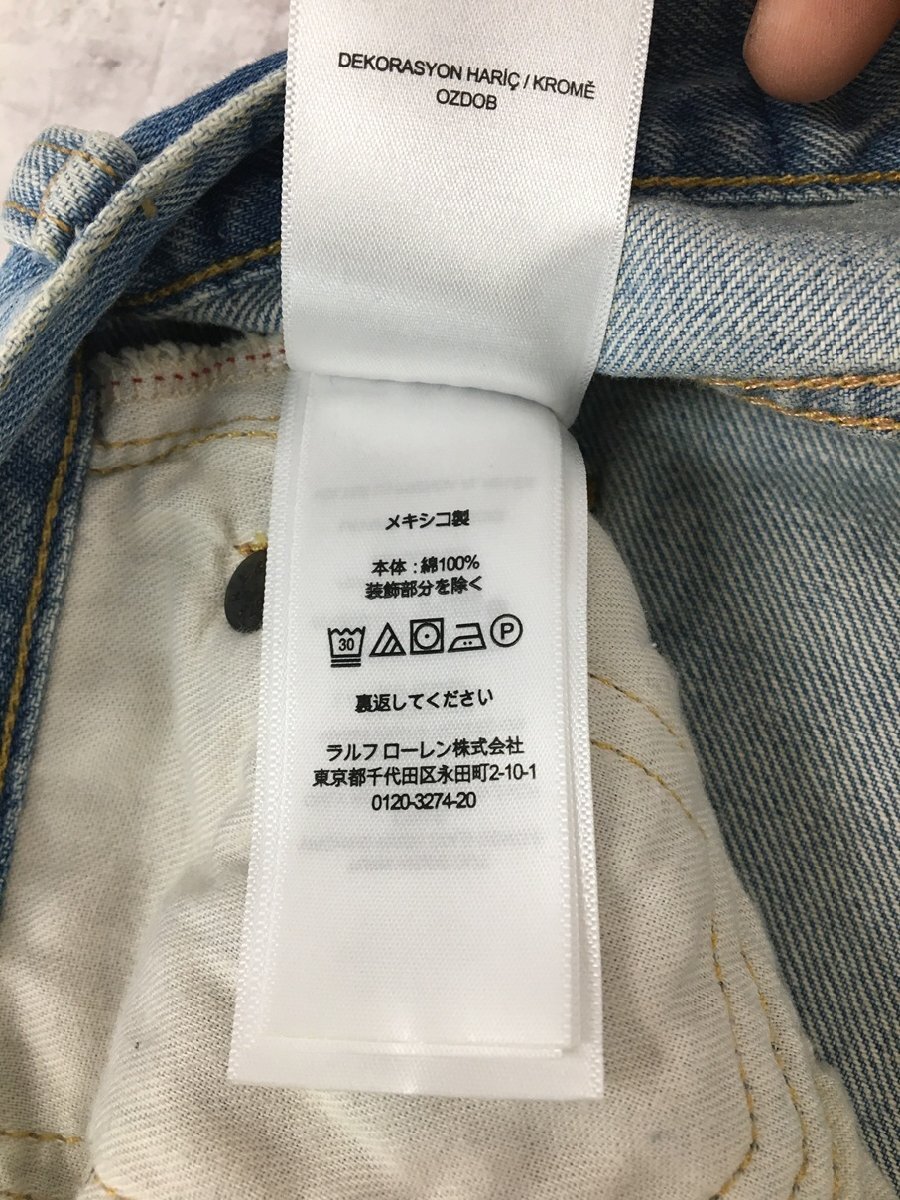 DEKORASYON HARİÇ / KROMĚ
OZDOB
メキシコ製
本体 : 綿100%
装飾部分を除く
30 P
裏返してください
ラルフ ローレン株式会社
東京都千代田区永田町2-10-1
0120-3274-20